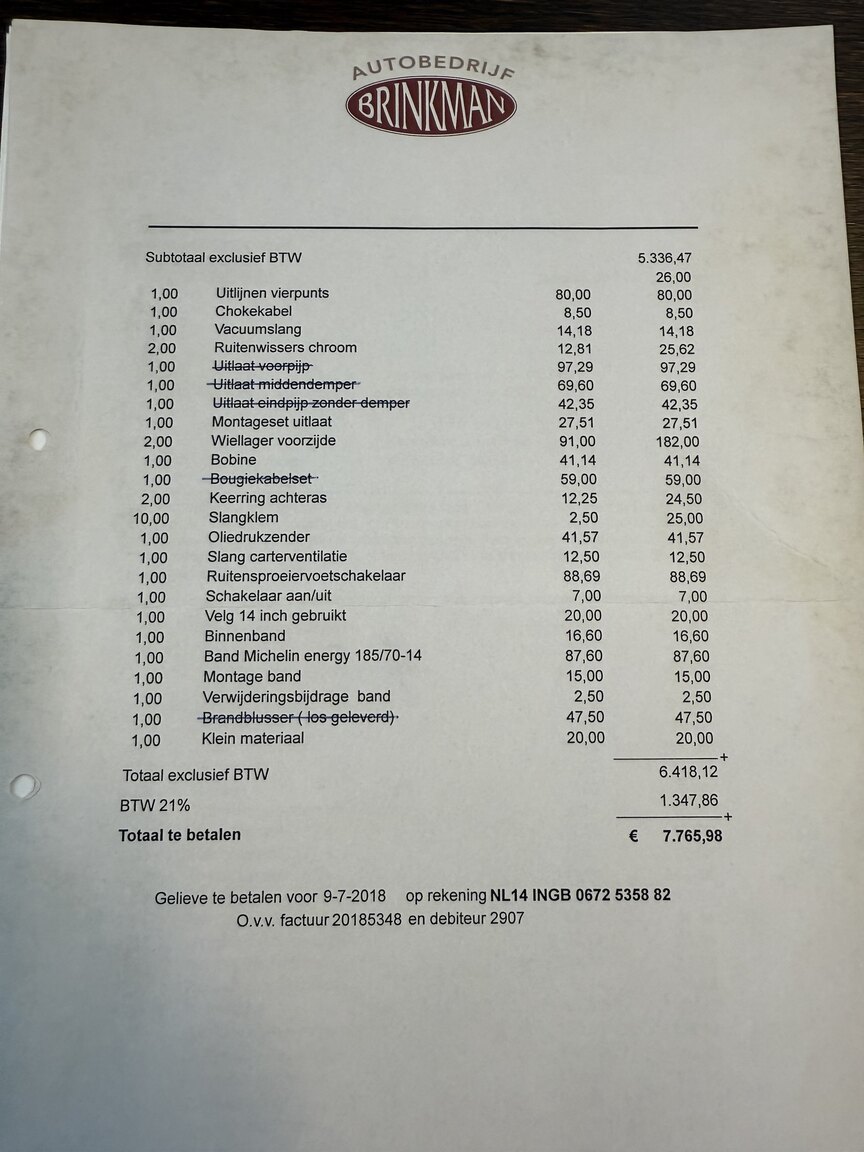 AUTOBEDRIJF
BRINKMAN
Subtotaal exclusief BTW 5.336,47
26,00
1,00 Uitlijnen vierpunts 80,00 80,00
1,00 Chokekabel 8,50 8,50
1,00 Vacuumslang 14,18 14,18
2,00 Ruitenwissers chroom 12,81 25,62
1,00 Uitlaat voorpijp 97,29 97,29
1,00 Uitlaat middendemper 69,60 69,60
1,00 Uitlaat eindpijp zonder demper 42,35 42,35
1,00 Montageset uitlaat 27,51 27,51
2,00 Wiellager voorzijde 91,00 182,00
1,00 Bobine 41,14 41,14
1,00 Bougiekabelset 59,00 59,00
2,00 Keerring achteras 12,25 24,50
10,00 Slangklem 2,50 25,00
1,00 Oliedrukzender 41,57 41,57
1,00 Slang carterventilatie 12,50 12,50
1,00 Ruitensproeiervoetschakelaar 88,69 88,69
1,00 Schakelaar aan/uit 7,00 7,00
1,00 Velg 14 inch gebruikt 20,00 20,00
1,00 Binnenband 16,60 16,60
1,00 Band Michelin energy 185/70-14 87,60 87,60
1,00 Montage band 15,00 15,00
1,00 Verwijderingsbijdrage band 2,50 2,50
1,00 Brandblusser ( los geleverd) 47,50 47,50
1,00 Klein materiaal 20,00 20,00
+
Totaal exclusief BTW 6.418,12
BTW 21% 1.347,86
+
Totaal te betalen € 7.765,98
Gelieve te betalen voor 9-7-2018 op rekening NL14 INGB 0672 5358 82
O.v.v. factuur 20185348 en debiteur 2907